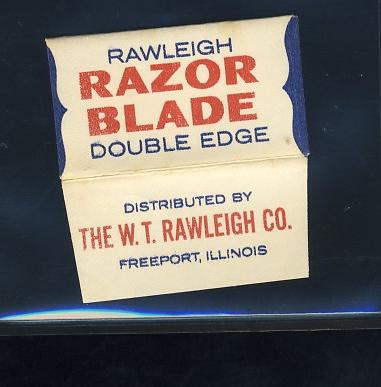 RAWLEIGH
RAZOR
BLADE
DOUBLE EDGE
DISTRIBUTED BY
THE W. T. RAWLEIGH CO.
FREEPORT, ILLINOIS